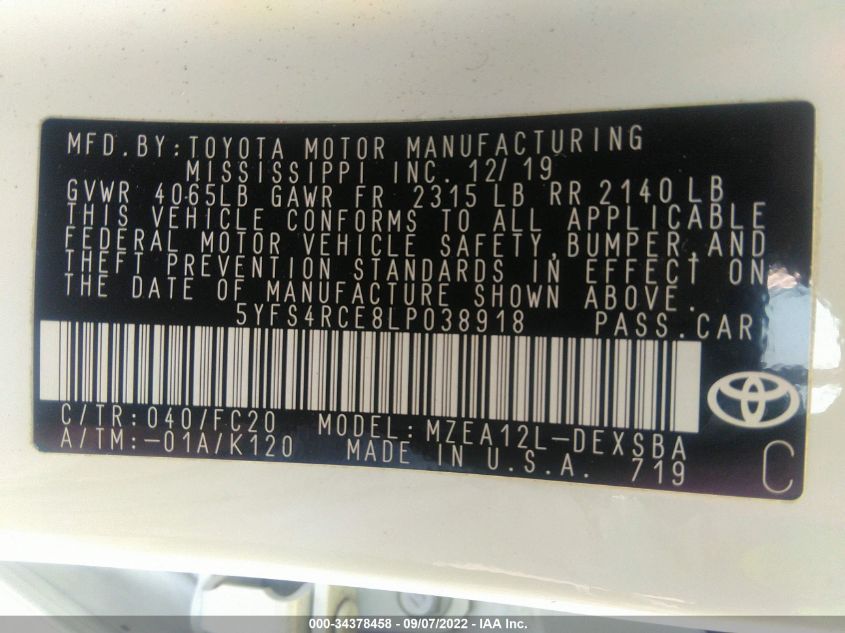 MFD.BY:TOYOTA MOTOR MANUFACTURING
MISSISSIPPI INC. 12/19
GVWR 4065LB GAWR FR 2315 LB RR 2140 LB
THIS VEHICLE CONFORMS TO ALL APPLICABLE
FEDERAL MOTOR VEHICLE SAFETY,BUMPER,AND
THEFT PREVENTION STANDARDS IN EFFECT ON
THE DATE OF MANUFACTURE SHOWN ABOVE.
5YFS4RCE8LP038918 PASS.CAR
C/TR:040/FC20 MODEL:MZEA12L-DEXSBA
A/TM:-01A/K120 MADE IN U.S.A. 719 C
000-34378458 - 09/07/2022 - IAA Inc.